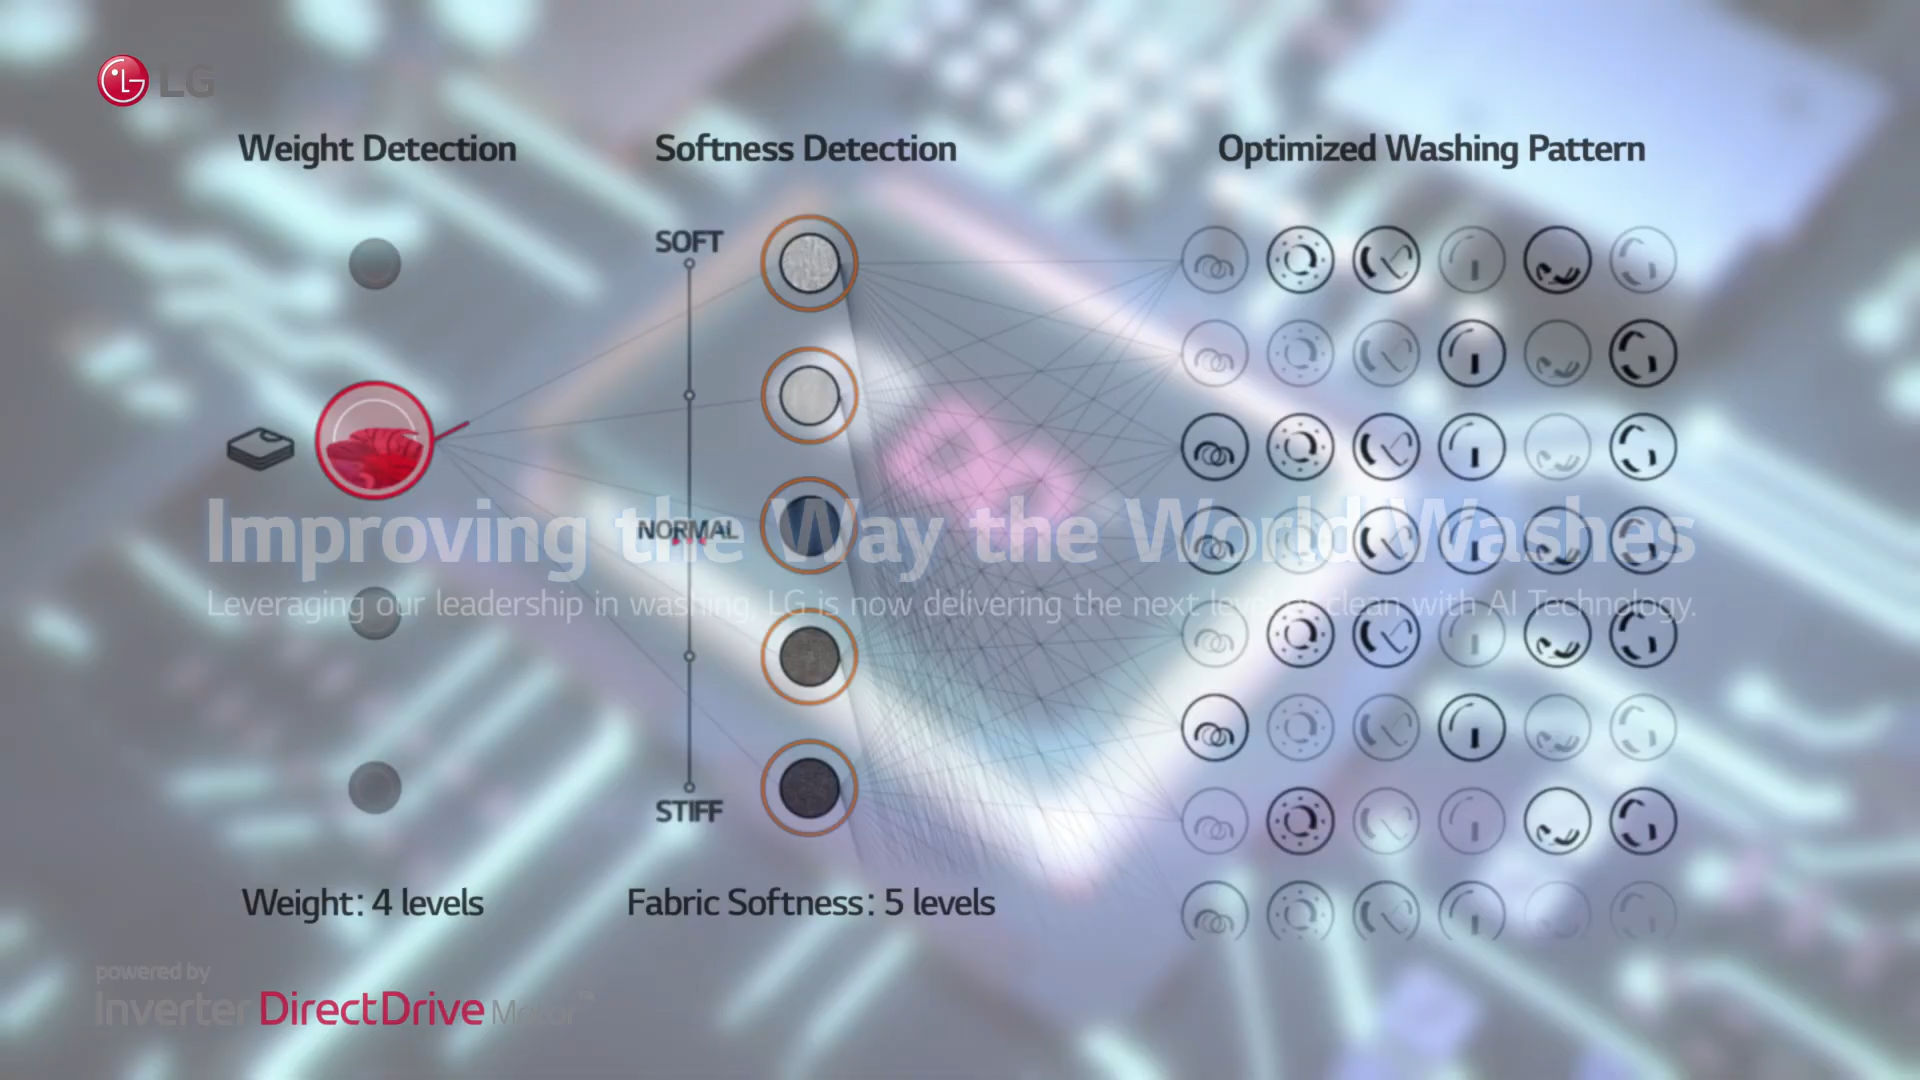 LG
Weight Detection
Softness Detection
Optimized Washing Pattern
SOFT
NORMAL
STIFF
Improving the Way the World Washes
Leveraging our leadership in washing, LG is now delivering the next level clean with AI Technology.
Weight: 4 levels
Fabric Softness: 5 levels
powered by
Inverter DirectDrive Motor™